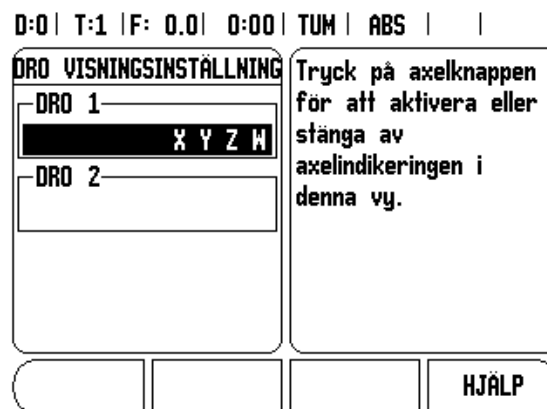 D:0| T:1 |F: 0.0| 0:00| TUM | ABS | |
DRO VISNINGSINSTÄLLNING
DRO 1
X Y Z W
DRO 2
Tryck på axelknappen
för att aktivera eller
stänga av
axelindikeringen i
denna vy.
HJÄLP